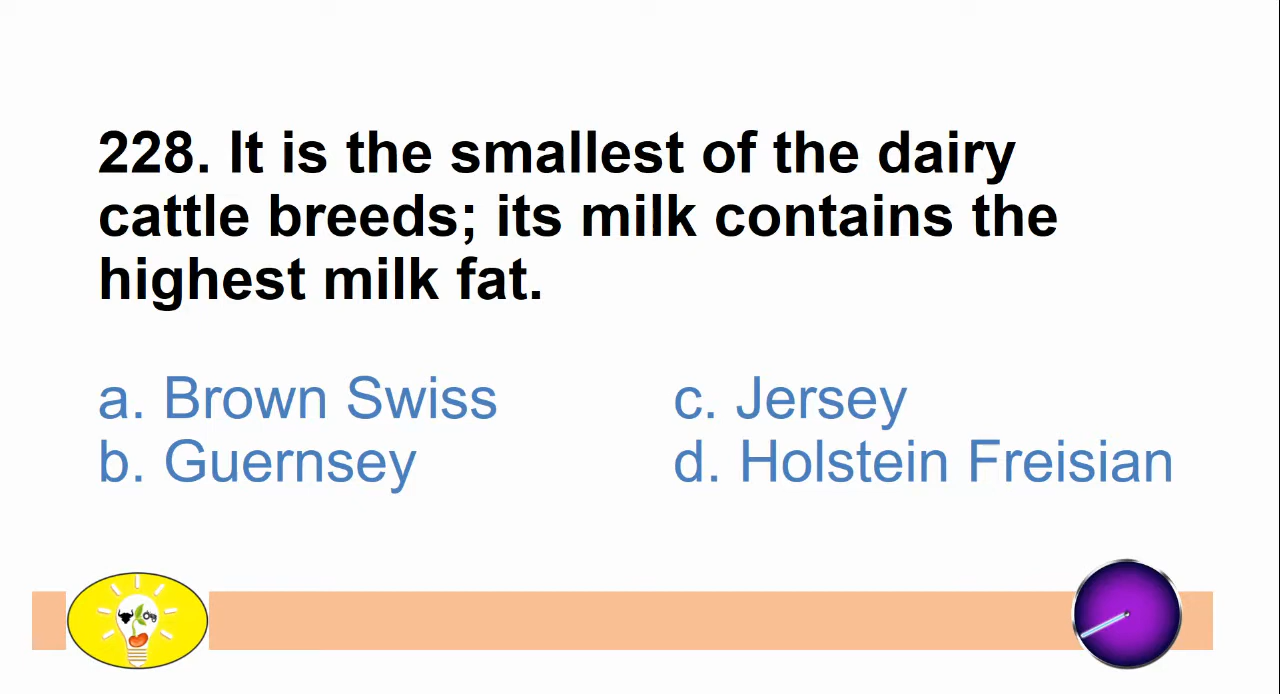 228. It is the smallest of the dairy
cattle breeds; its milk contains the
highest milk fat.
a. Brown Swiss
b. Guernsey
c. Jersey
d. Holstein Freisian